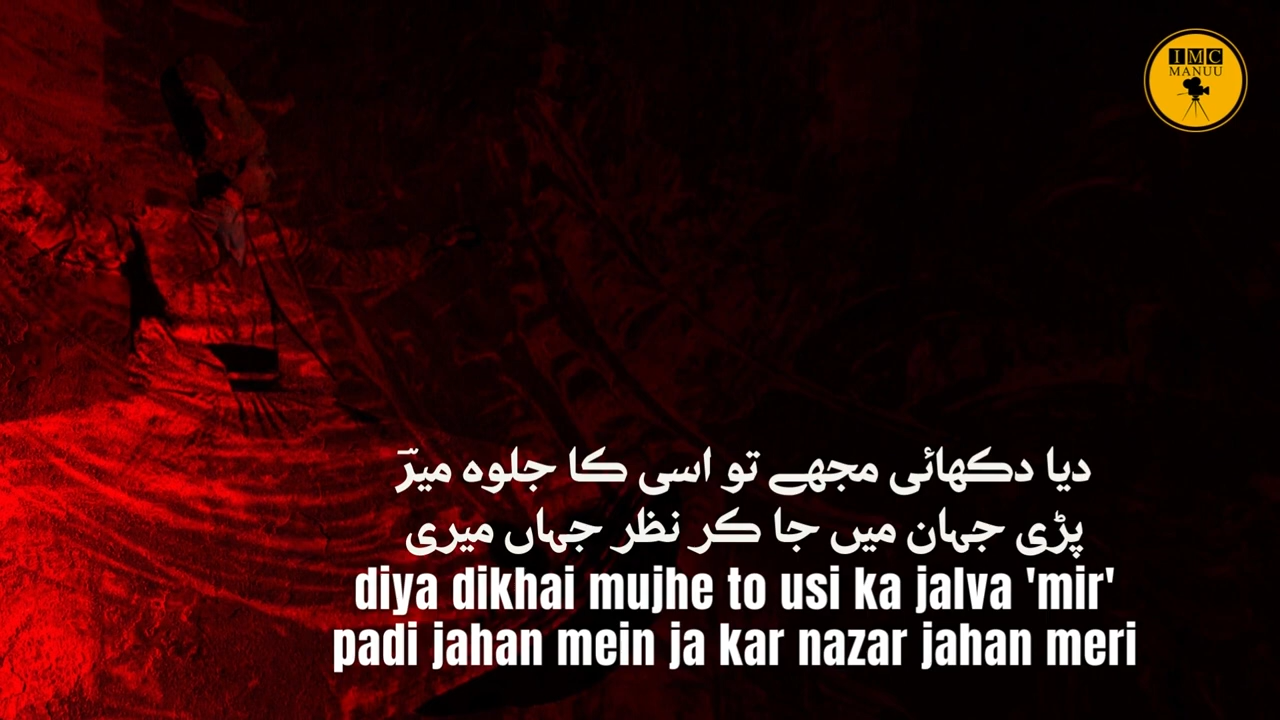 IMC
MANUU
دیا دکھائی مجھے تو اسی کا جلوہ میرؔ
پڑی جہان میں جا کر نظر جہاں میری
diya dikhai mujhe to usi ka jalva 'mir'
padi jahan mein ja kar nazar jahan meri